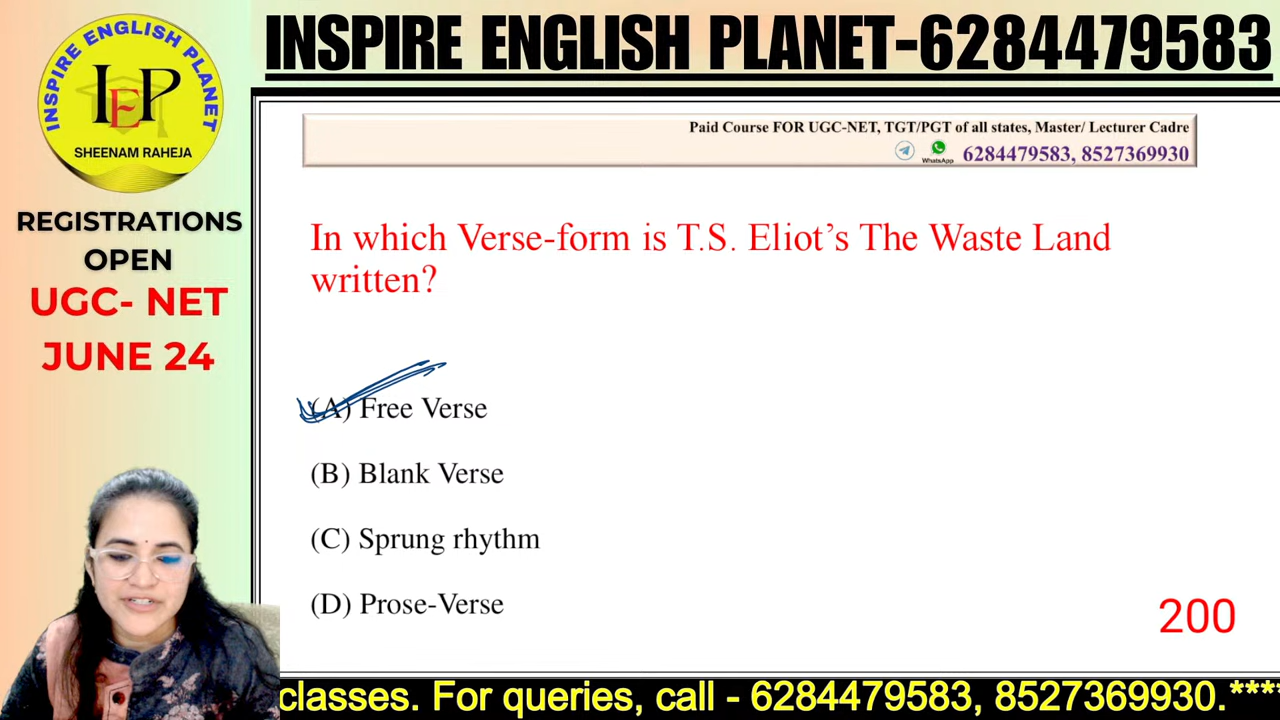 INSPIRE ENGLISH PLANET
IEP
SHEENAM RAHEJA
INSPIRE ENGLISH PLANET-6284479583
REGISTRATIONS
OPEN
UGC- NET
JUNE 24
Paid Course FOR UGC-NET, TGT/PGT of all states, Master/ Lecturer Cadre
WhatsApp 6284479583, 8527369930
In which Verse-form is T.S. Eliot’s The Waste Land
written?
(A) Free Verse
(B) Blank Verse
(C) Sprung rhythm
(D) Prose-Verse
200
classes. For queries, call - 6284479583, 8527369930.****